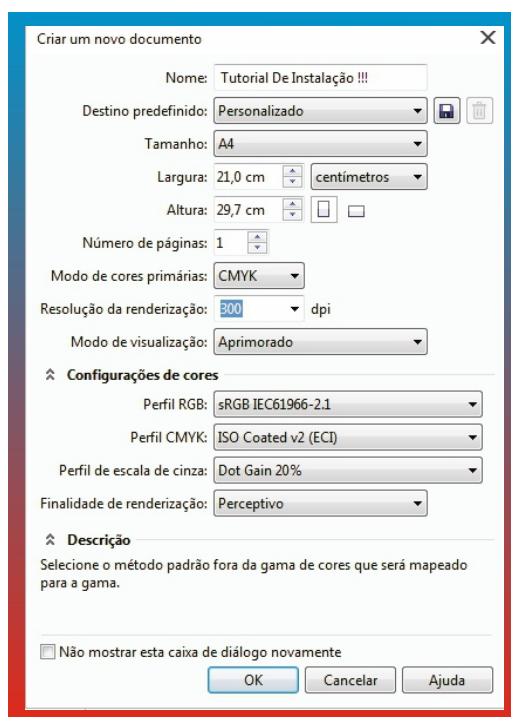 Criar um novo documento
Nome: Tutorial De Instalação !!!
Destino predefinido: Personalizado
Tamanho: A4
Largura: 21,0 cm centímetros
Altura: 29,7 cm
Número de páginas: 1
Modo de cores primárias: CMYK
Resolução da renderização: 300 dpi
Modo de visualização: Aprimorado
Configurações de cores
Perfil RGB: sRGB IEC61966-2.1
Perfil CMYK: ISO Coated v2 (ECI)
Perfil de escala de cinza: Dot Gain 20%
Finalidade de renderização: Perceptivo
Descrição
Selecione o método padrão fora da gama de cores que será mapeado
para a gama.
Não mostrar esta caixa de diálogo novamente
OK Cancelar Ajuda